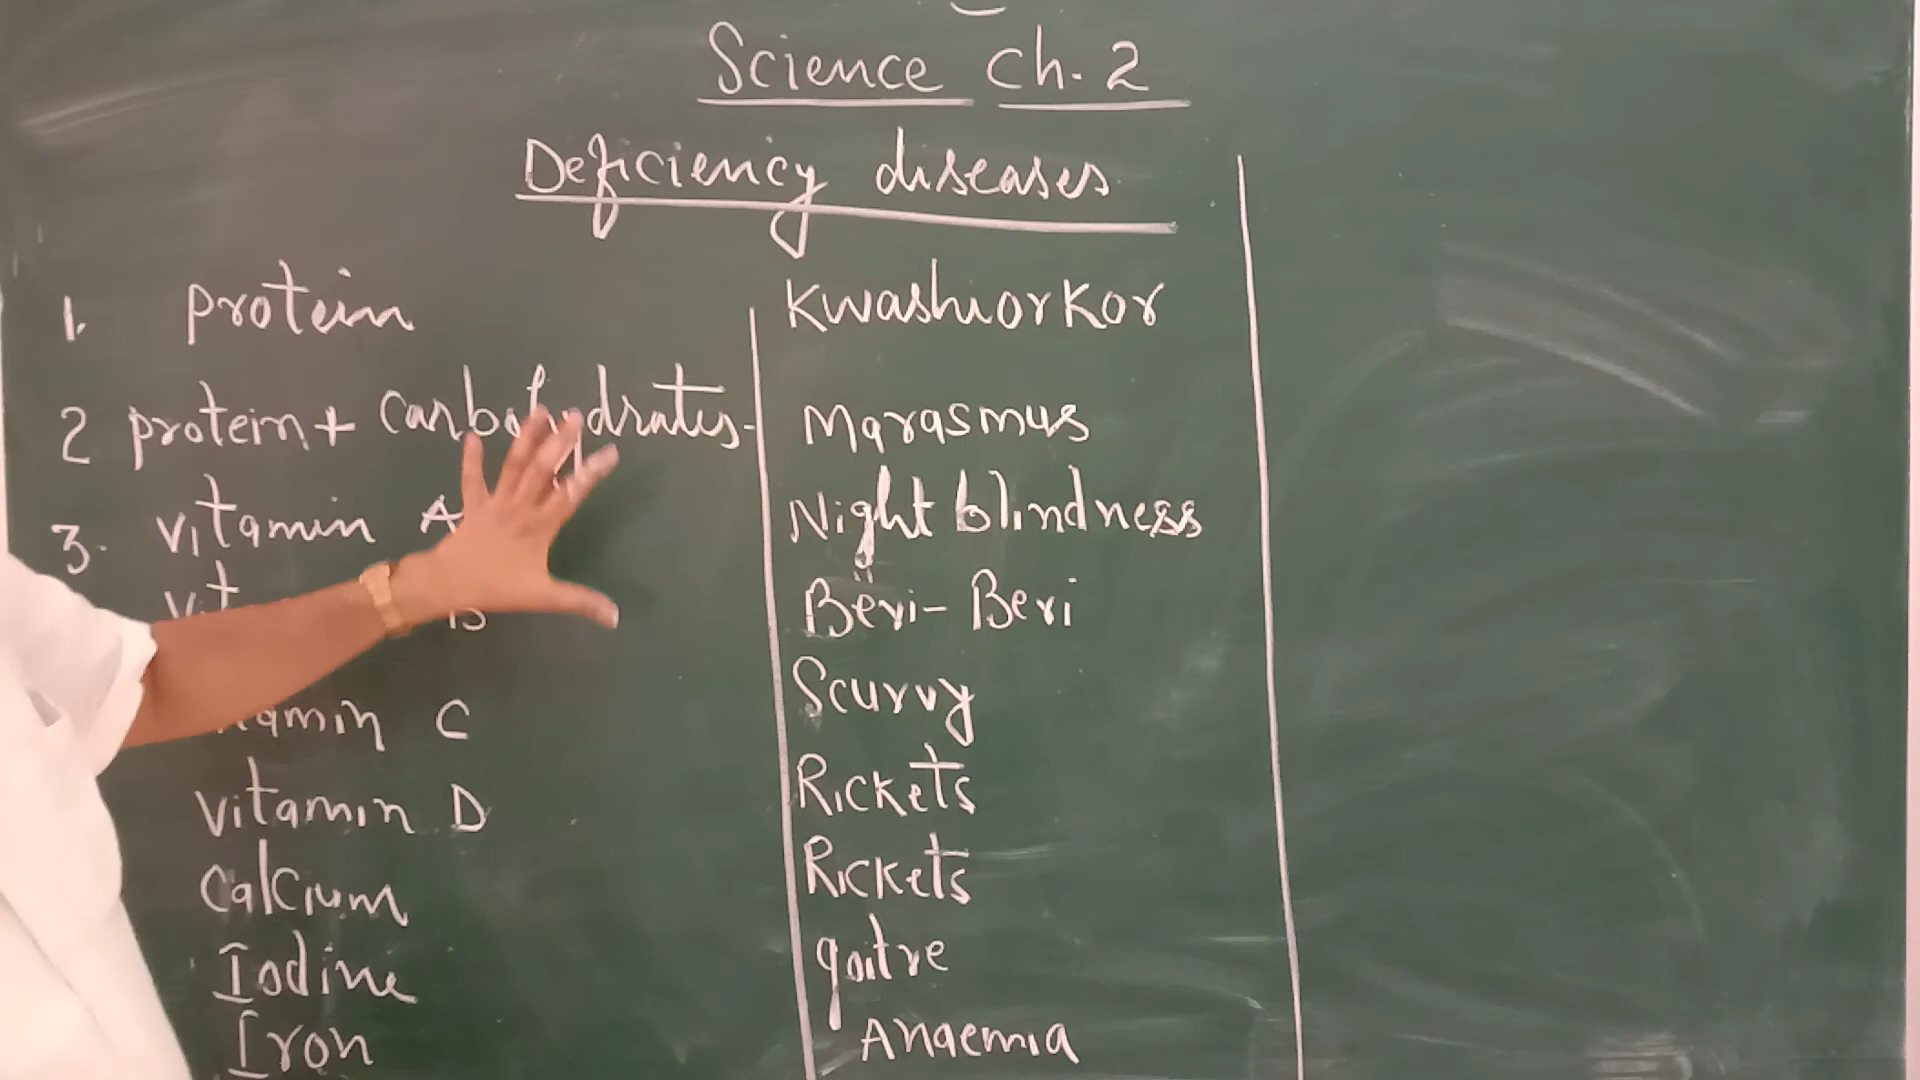 Science Ch. 2
Deficiency diseases
1. protein Kwashiorkor
2 protein + Carbohydrates - Marasmus
3. vitamin A Night blindness
vit B Beri-Beri
C Scurvy
vitamin D Rickets
Calcium Rickets
Iodine goitre
Iron Anaemia